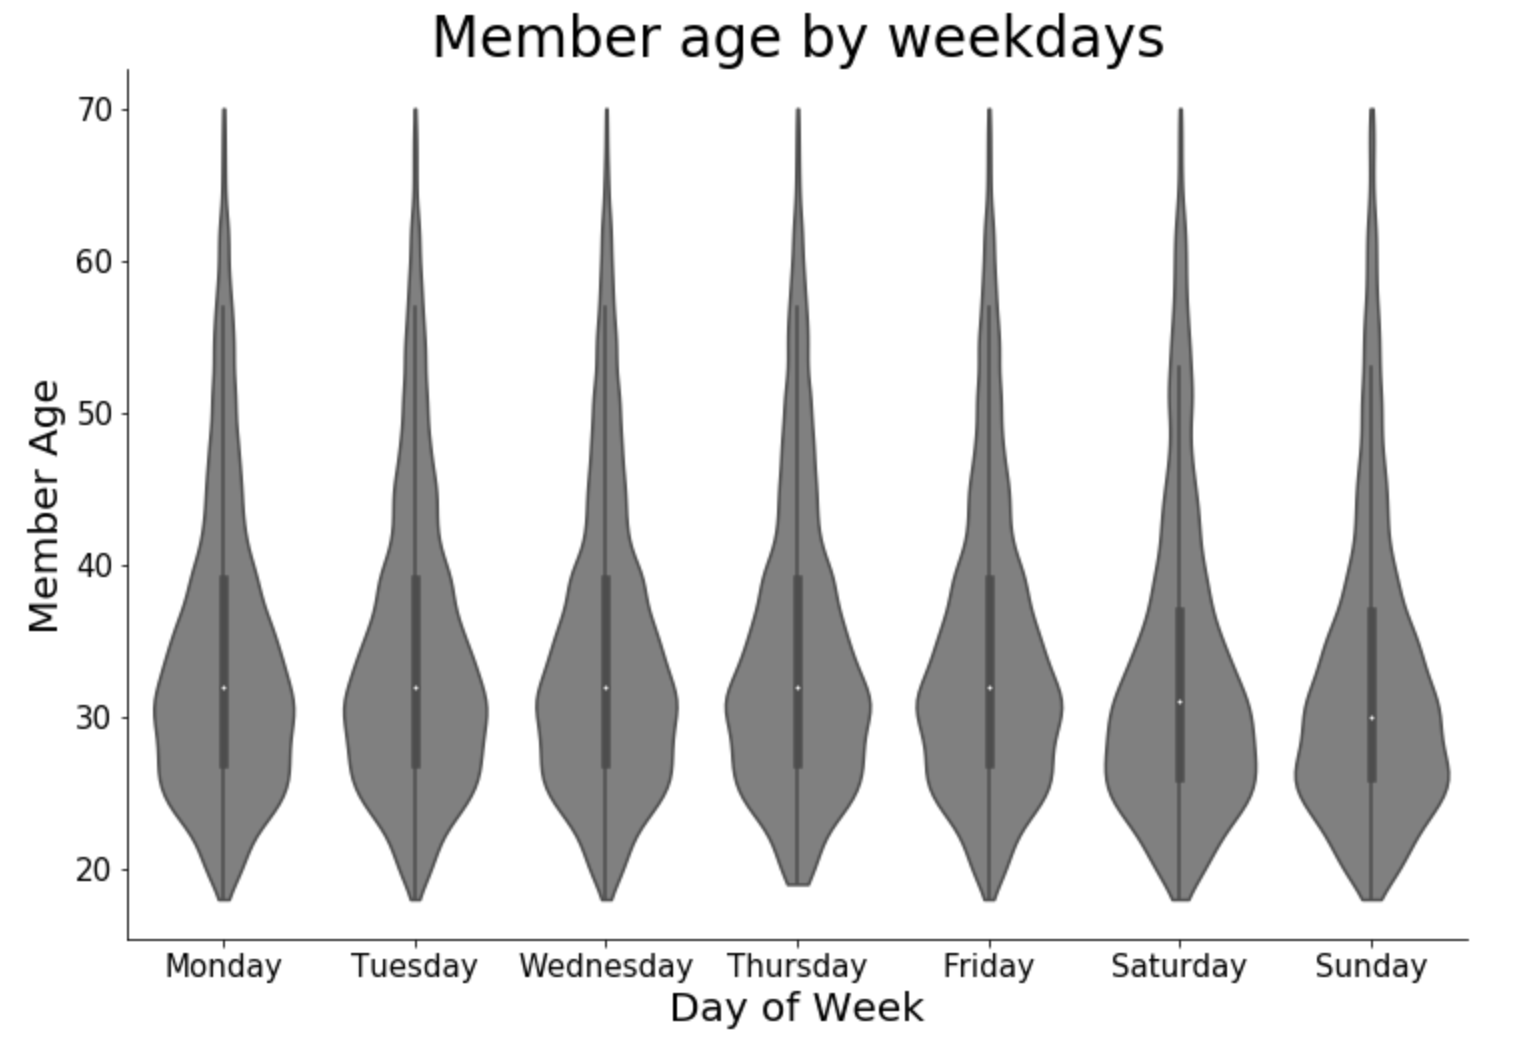 Member age by weekdays
Member Age
70
60
50
40
30
20
Monday Tuesday Wednesday Thursday Friday Saturday Sunday
Day of Week